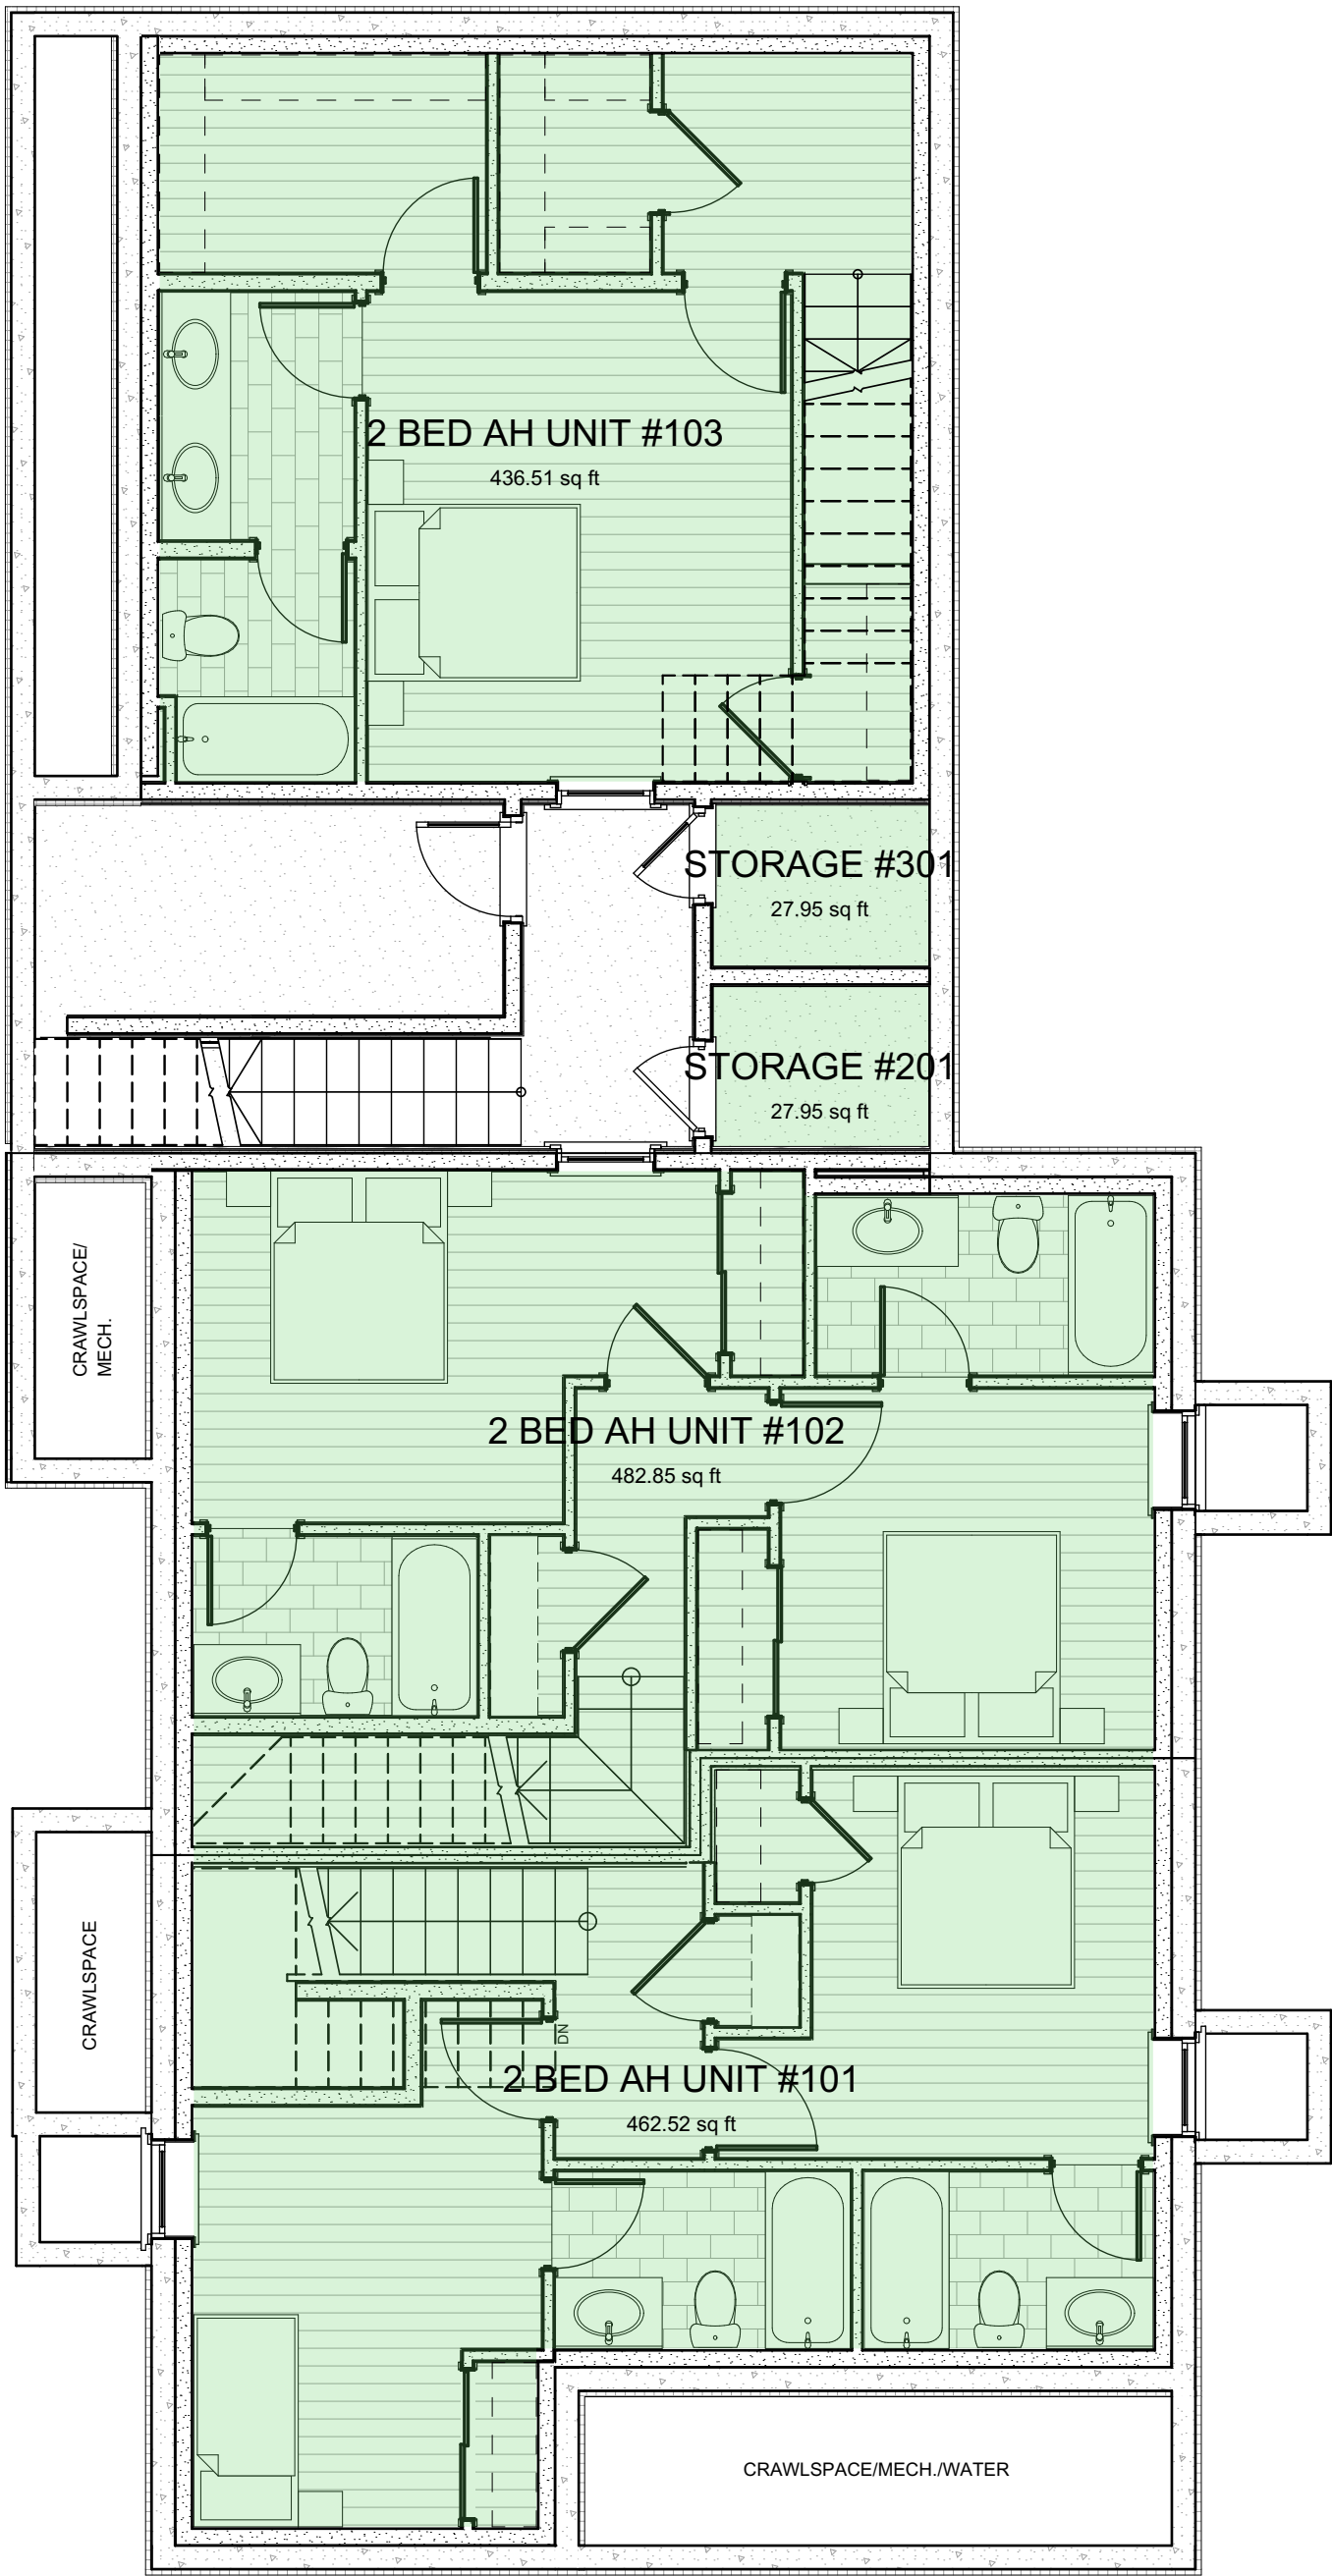 2 BED AH UNIT #103
436.51 sq ft
STORAGE #301
27.95 sq ft
STORAGE #201
27.95 sq ft
CRAWLSPACE/
MECH.
2 BED AH UNIT #102
482.85 sq ft
CRAWLSPACE
DN
2 BED AH UNIT #101
462.52 sq ft
CRAWLSPACE/MECH./WATER